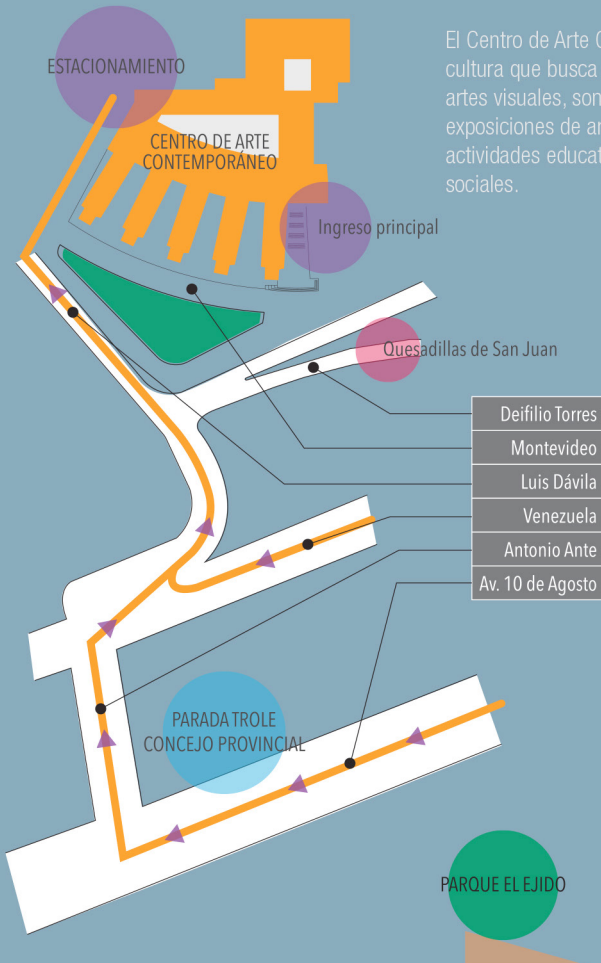 El Centro de Arte
cultura que busca
artes visuales, son
exposiciones de
actividades
sociales.
ESTACIONAMIENTO
CENTRO DE ARTE
CONTEMPORÁNEO
Ingreso principal
Quesadillas de San Juan
Deifilio Torres
Montevideo
Luis Dávila
Venezuela
Antonio Ante
Av. 10 de Agosto
PARADA TROLE
CONCEJO PROVINCIAL
PARQUE EL EJIDO